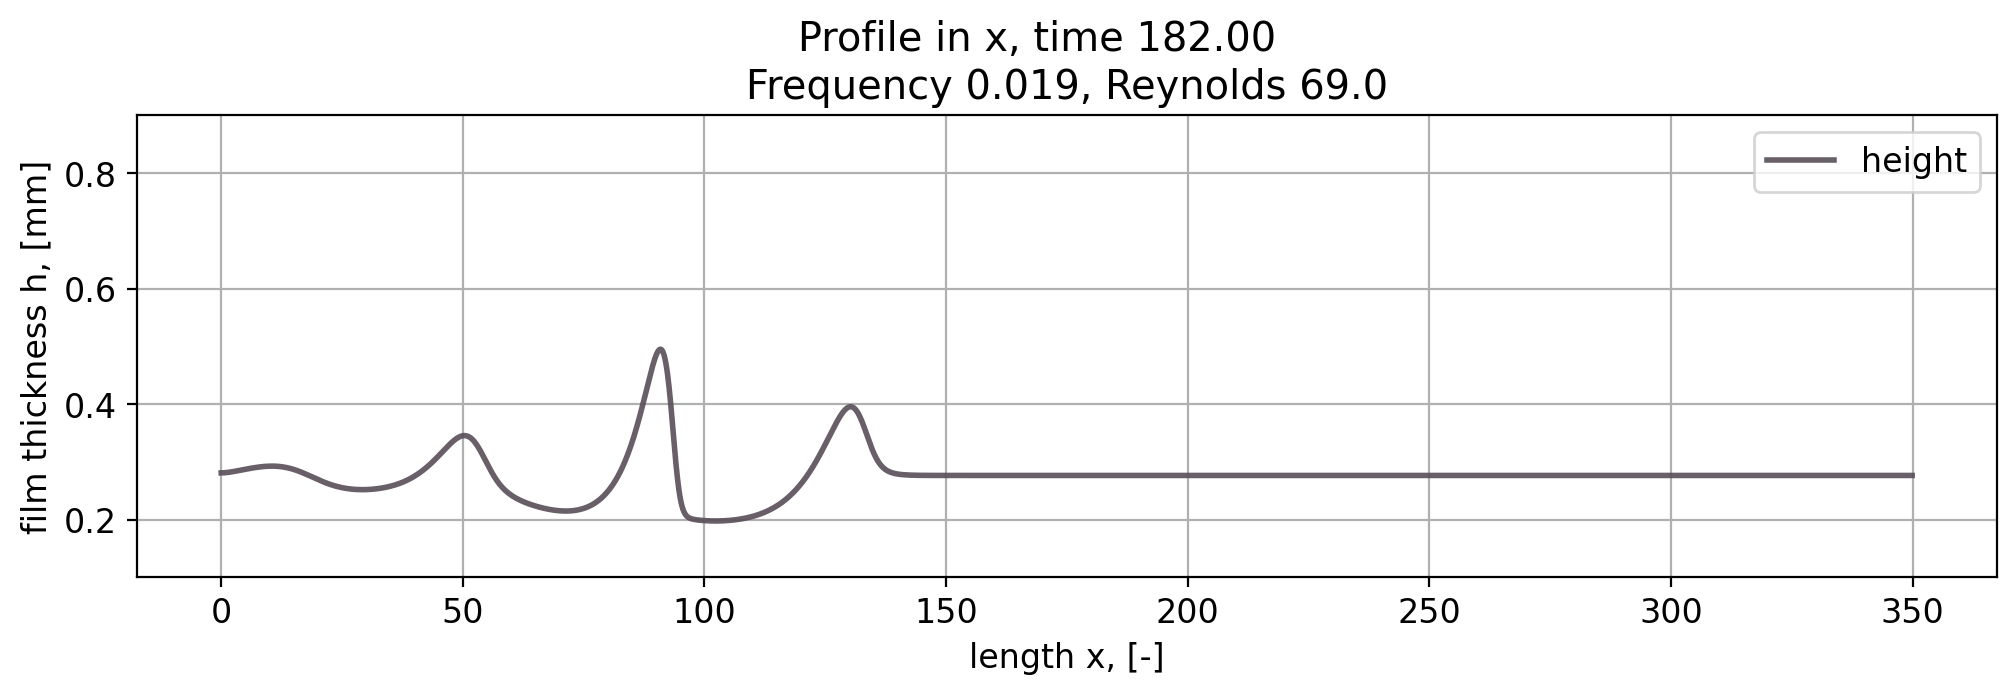 Profile in x, time 182.00
Frequency 0.019, Reynolds 69.0
height
film thickness h, [mm]
0.8
0.6
0.4
0.2
0 50 100 150 200 250 300 350
length x, [-]